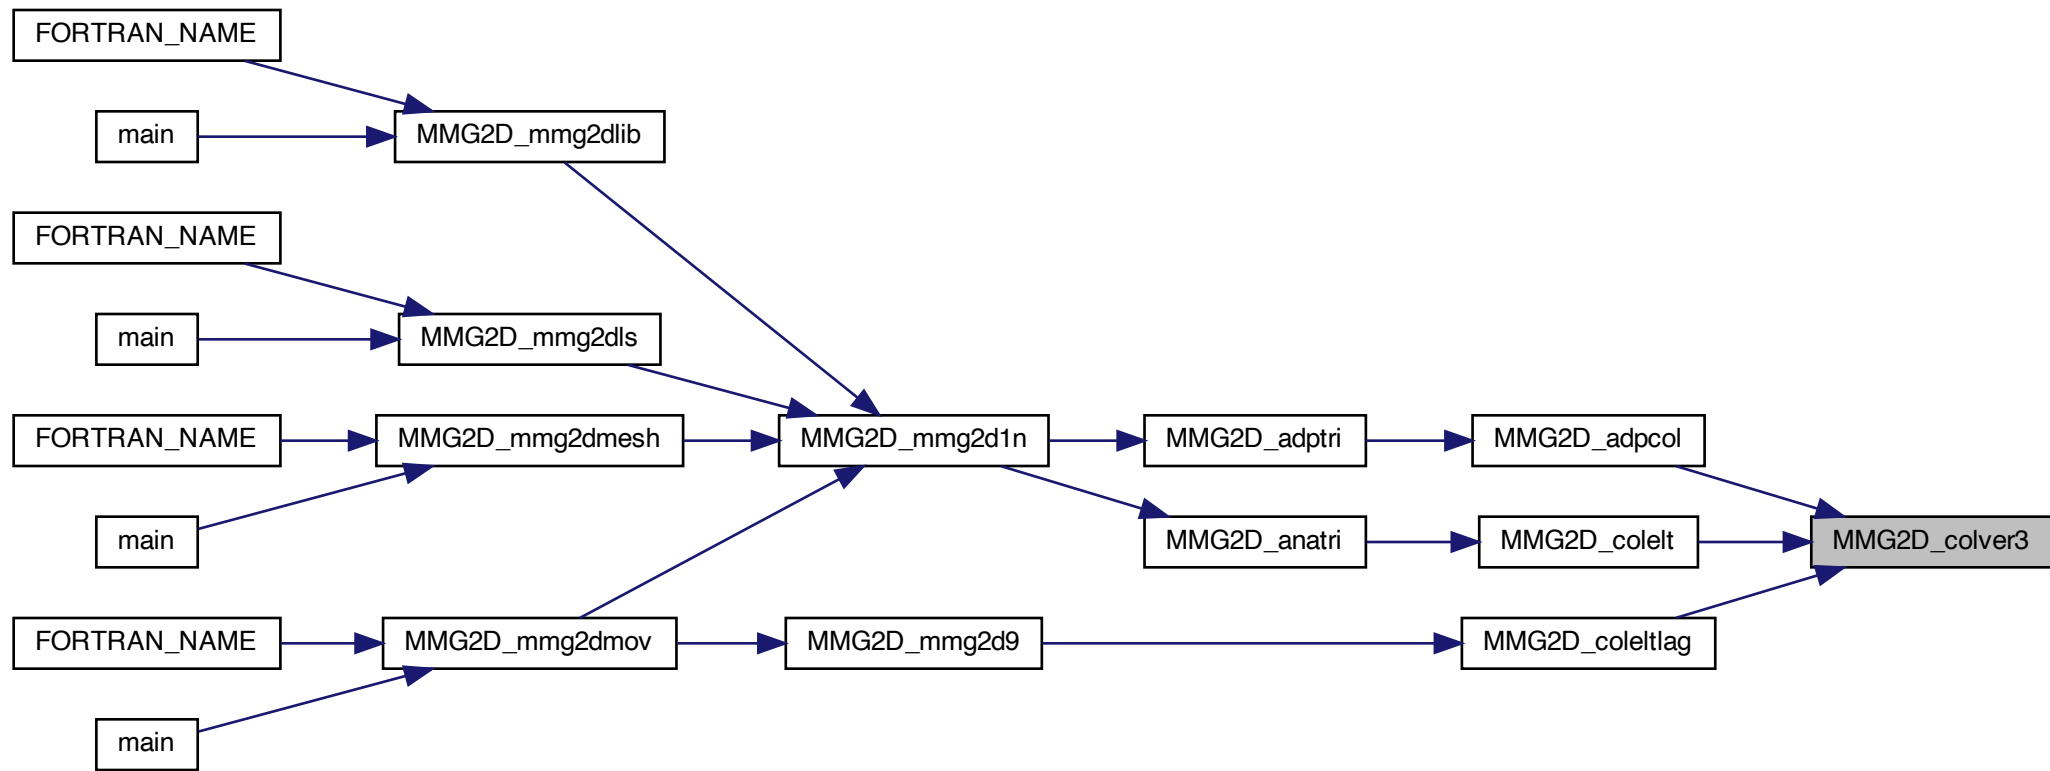 FORTRAN_NAME
main
MMG2D_mmg2dlib
FORTRAN_NAME
main
MMG2D_mmg2dls
FORTRAN_NAME
MMG2D_mmg2dmesh
MMG2D_mmg2d1n
MMG2D_adptri
MMG2D_adpcol
main
MMG2D_anatri
MMG2D_colelt
MMG2D_colver3
FORTRAN_NAME
MMG2D_mmg2dmov
MMG2D_mmg2d9
MMG2D_coleltlag
main